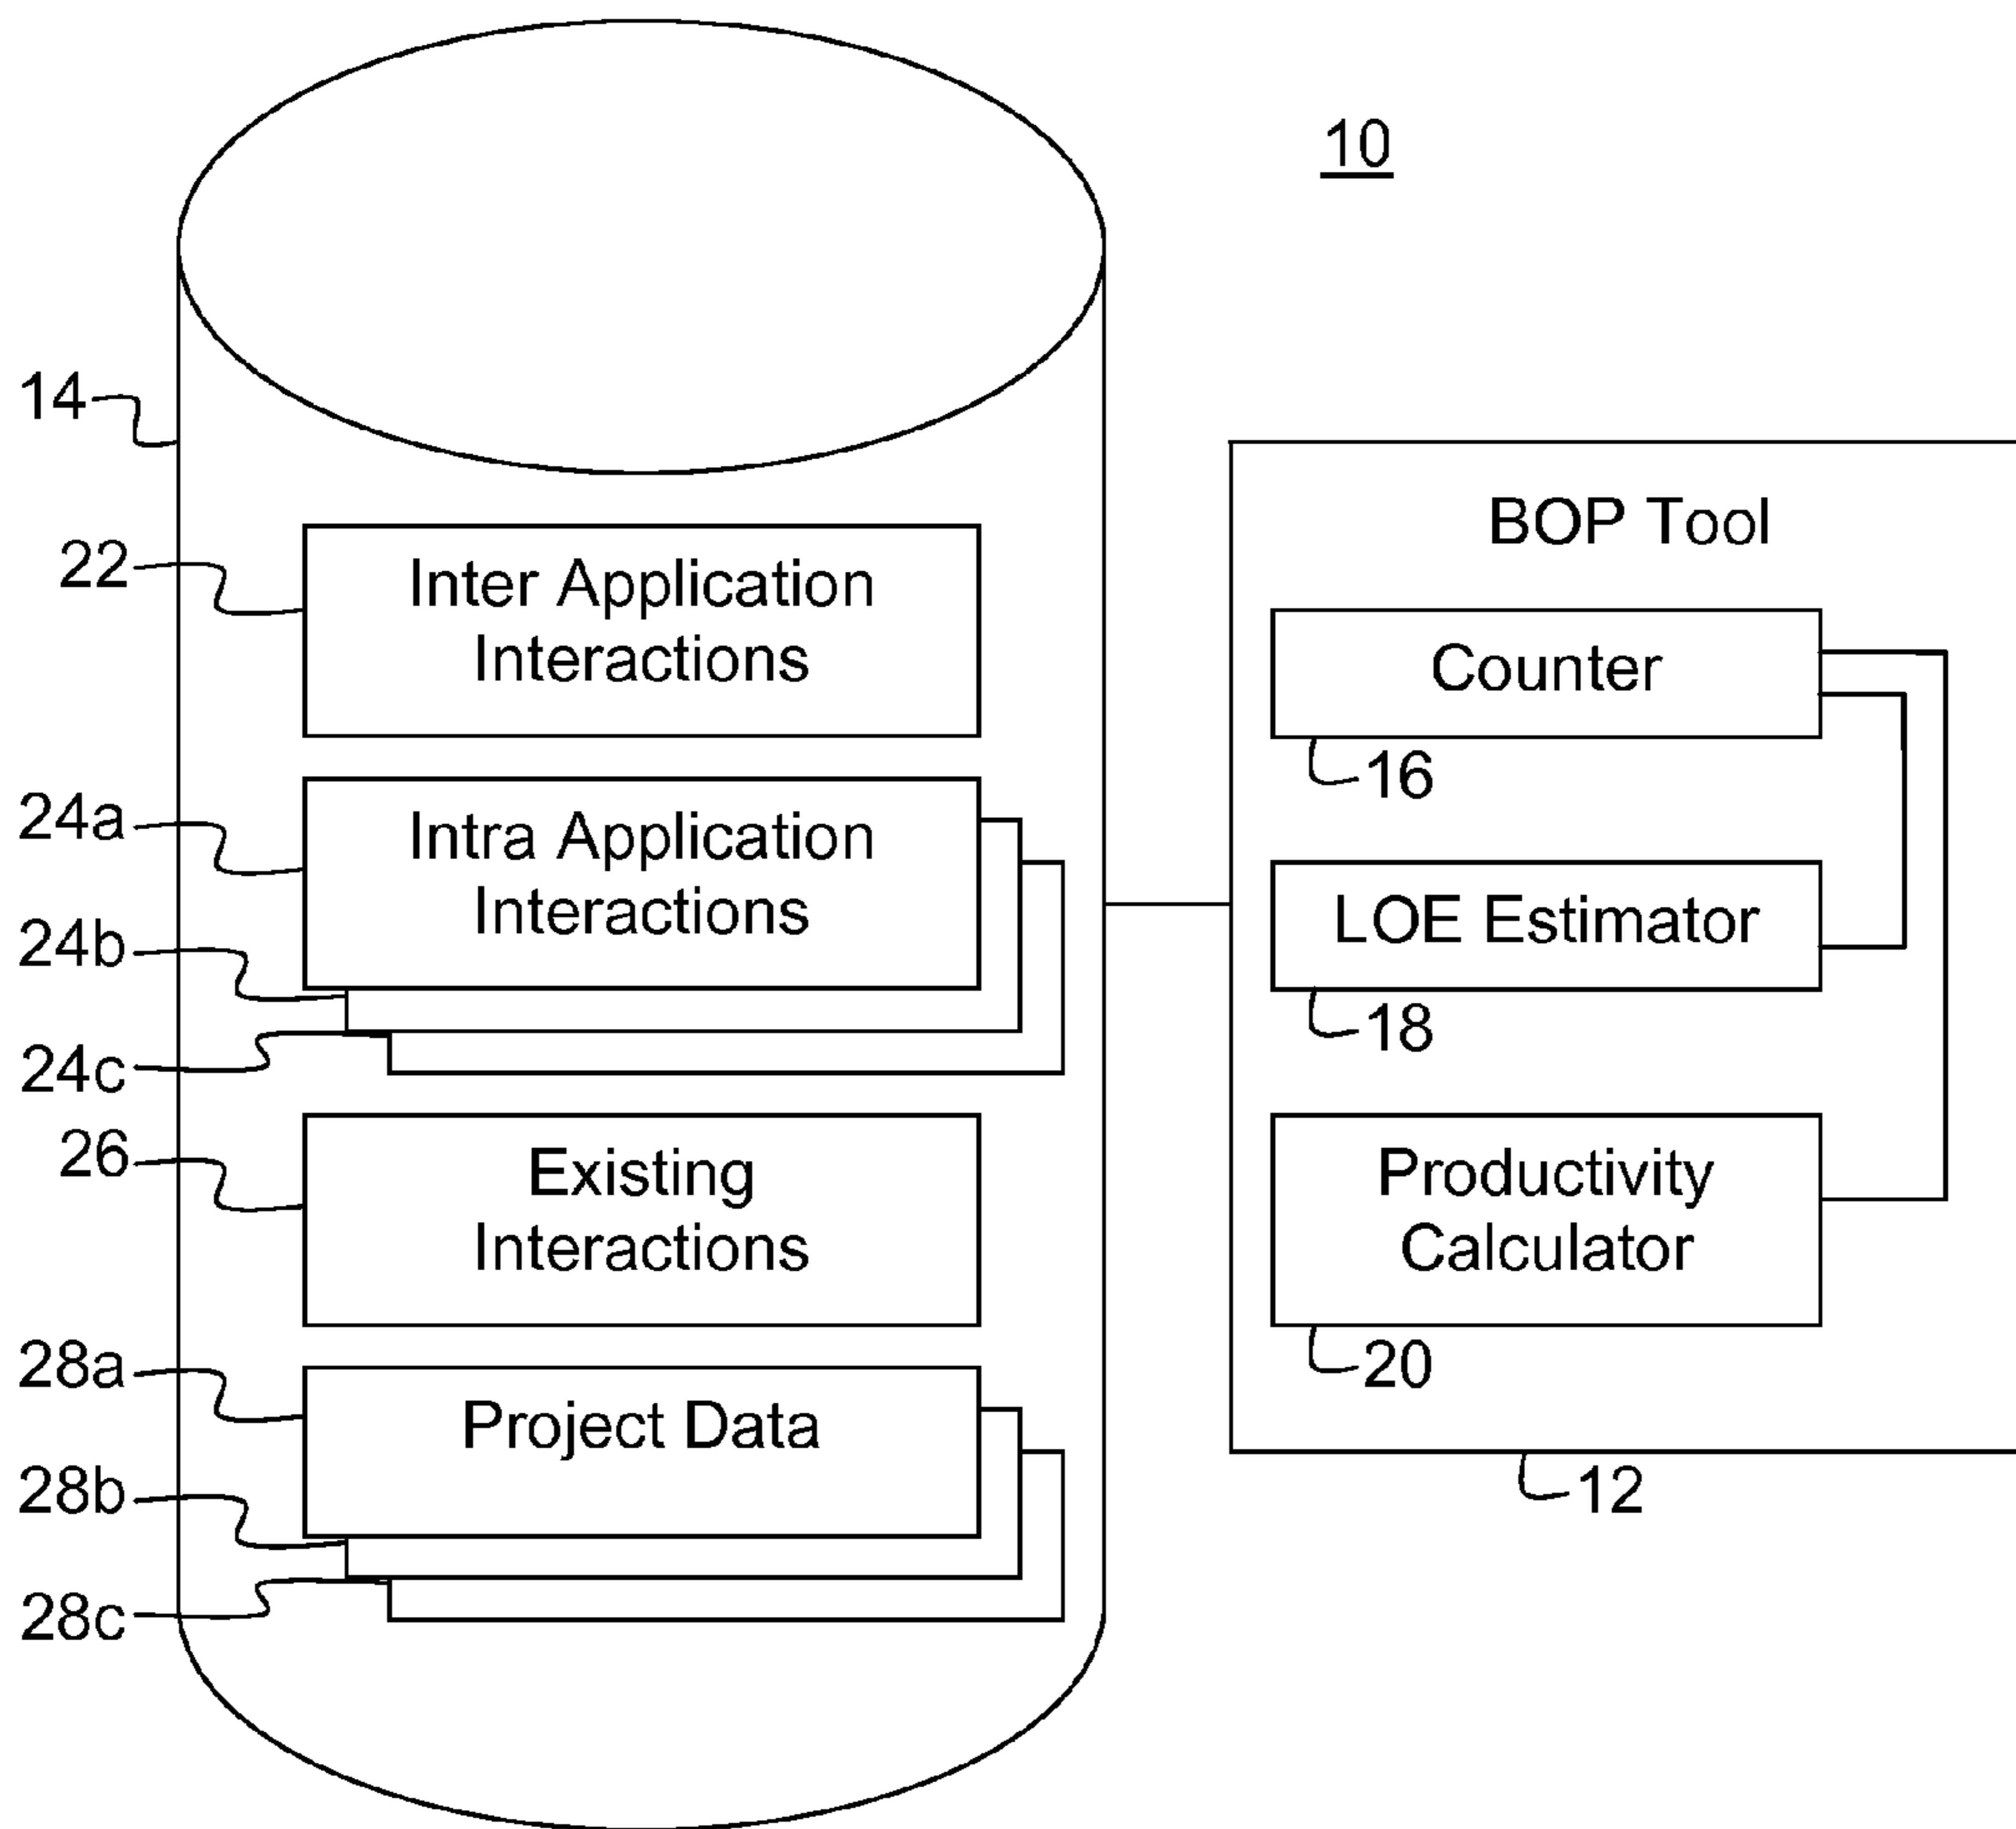 10
14
22
Inter Application
Interactions
24a
Intra Application
Interactions
24b
24c
26
Existing
Interactions
28a
Project Data
28b
28c
BOP Tool
Counter
16
LOE Estimator
18
Productivity
Calculator
20
12